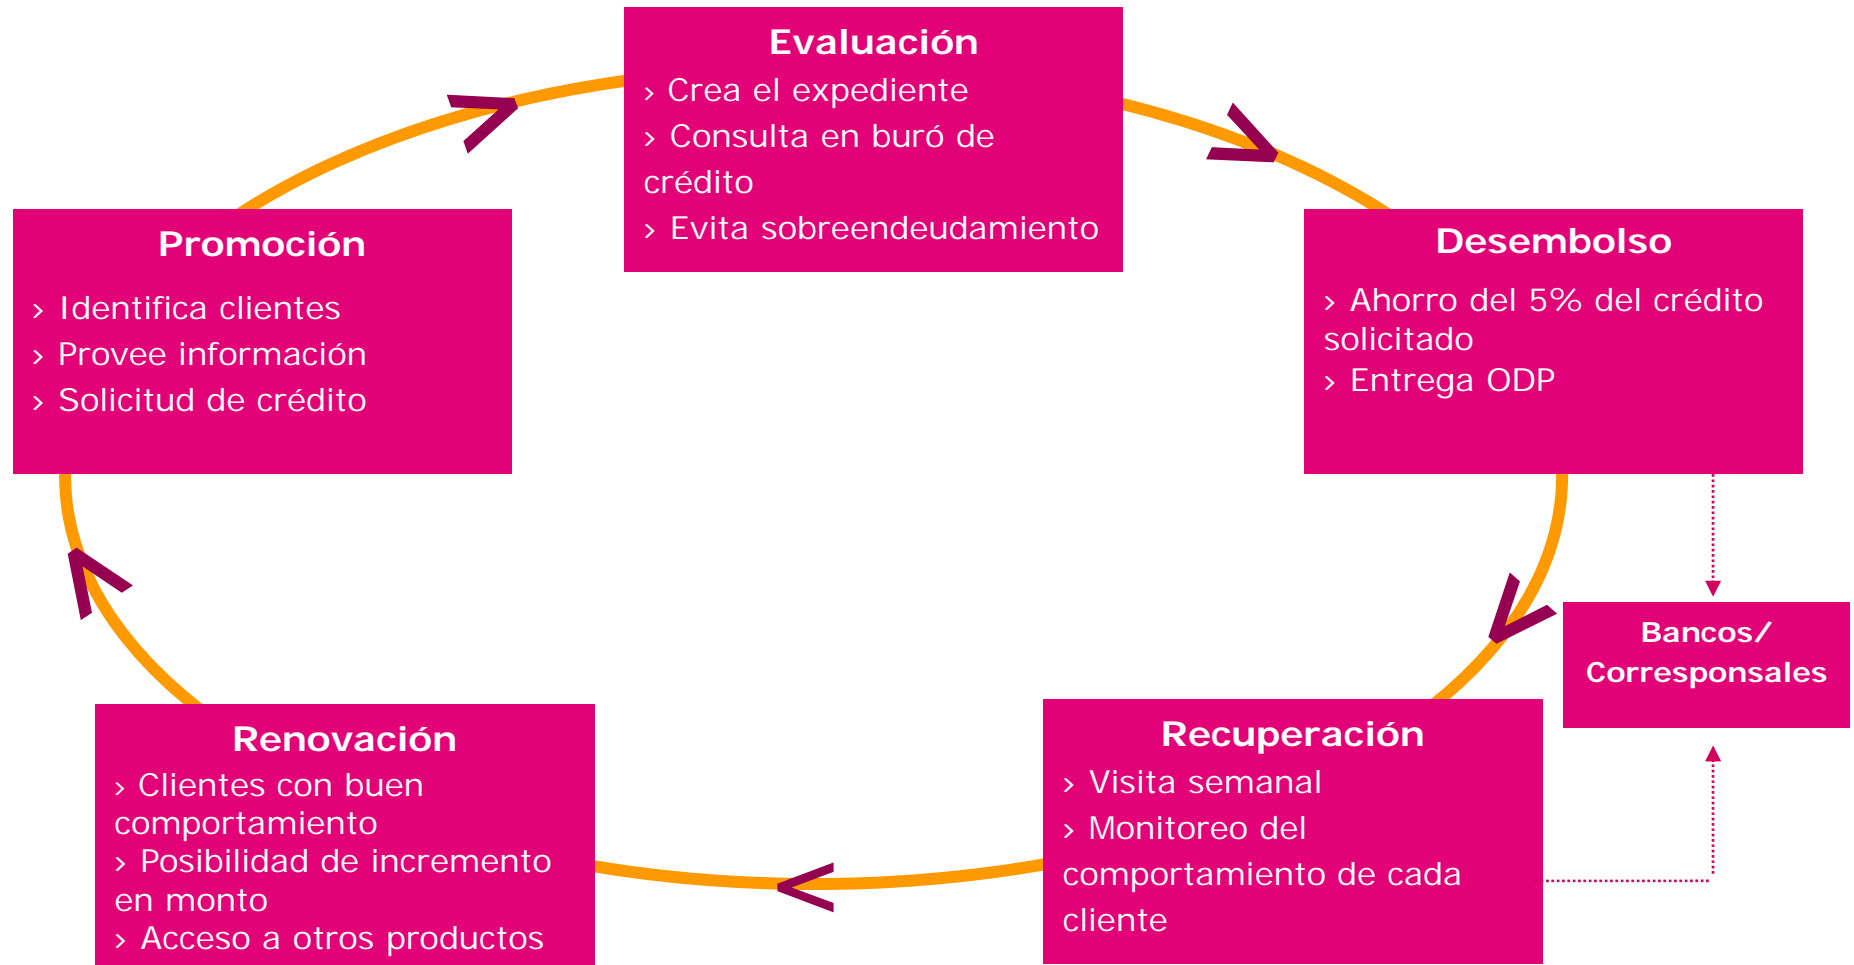 Evaluación
› Crea el expediente
› Consulta en buró de
crédito
› Evita sobreendeudamiento
Promoción
› Identifica clientes
› Provee información
› Solicitud de crédito
Desembolso
› Ahorro del 5% del crédito
solicitado
› Entrega ODP
Bancos/
Corresponsales
Recuperación
› Visita semanal
› Monitoreo del
comportamiento de cada
cliente
Renovación
› Clientes con buen
comportamiento
› Posibilidad de incremento
en monto
› Acceso a otros productos